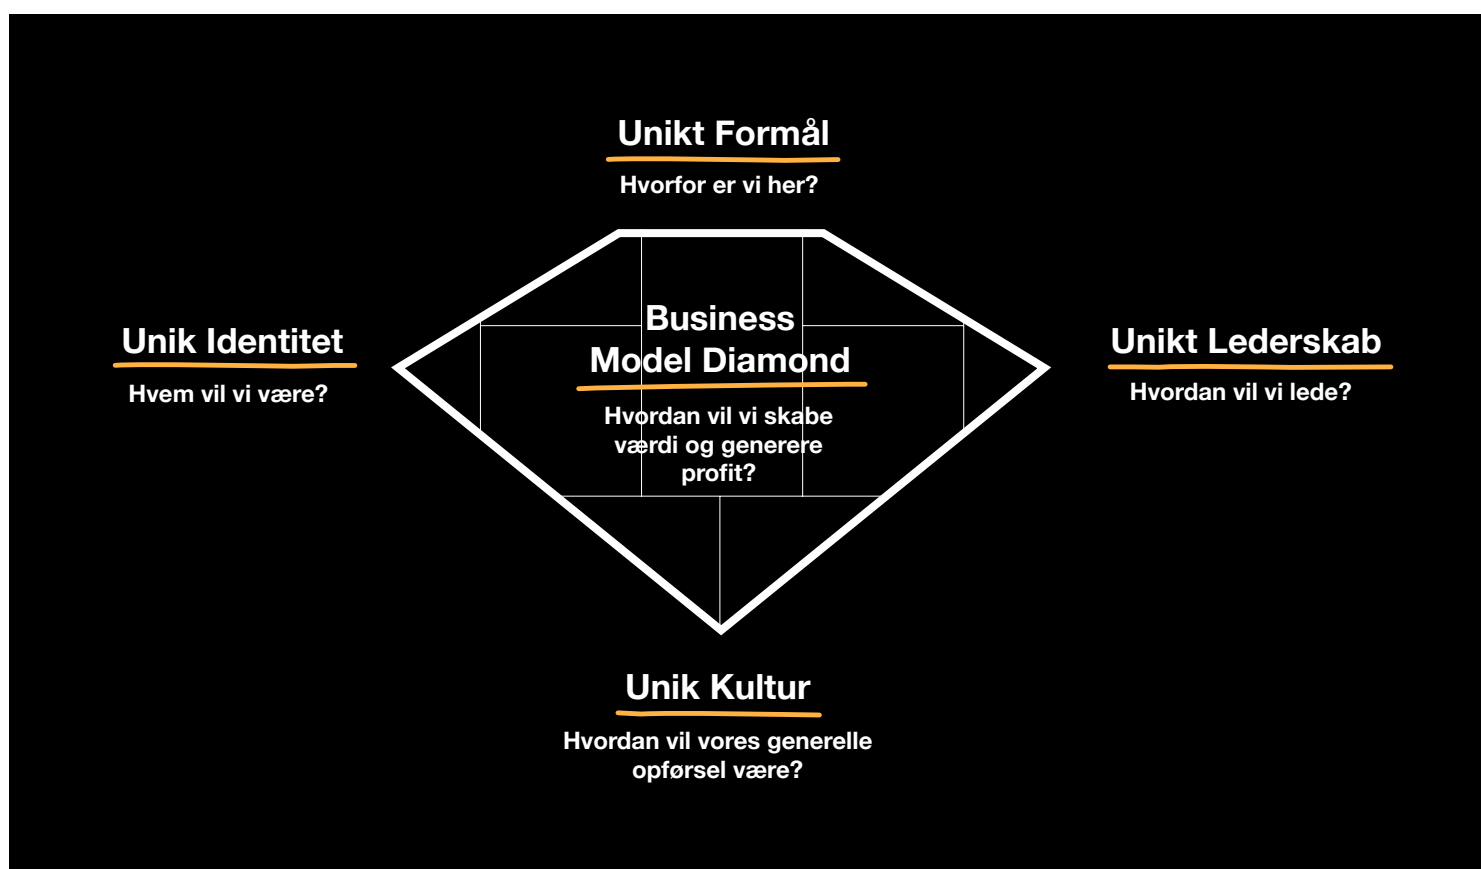 Unikt Formål
Hvorfor er vi her?
Unik Identitet
Hvem vil vi være?
Business
Model Diamond
Hvordan vil vi skabe
værdi og generere
profit?
Unikt Lederskab
Hvordan vil vi lede?
Unik Kultur
Hvordan vil vores generelle
opførsel være?